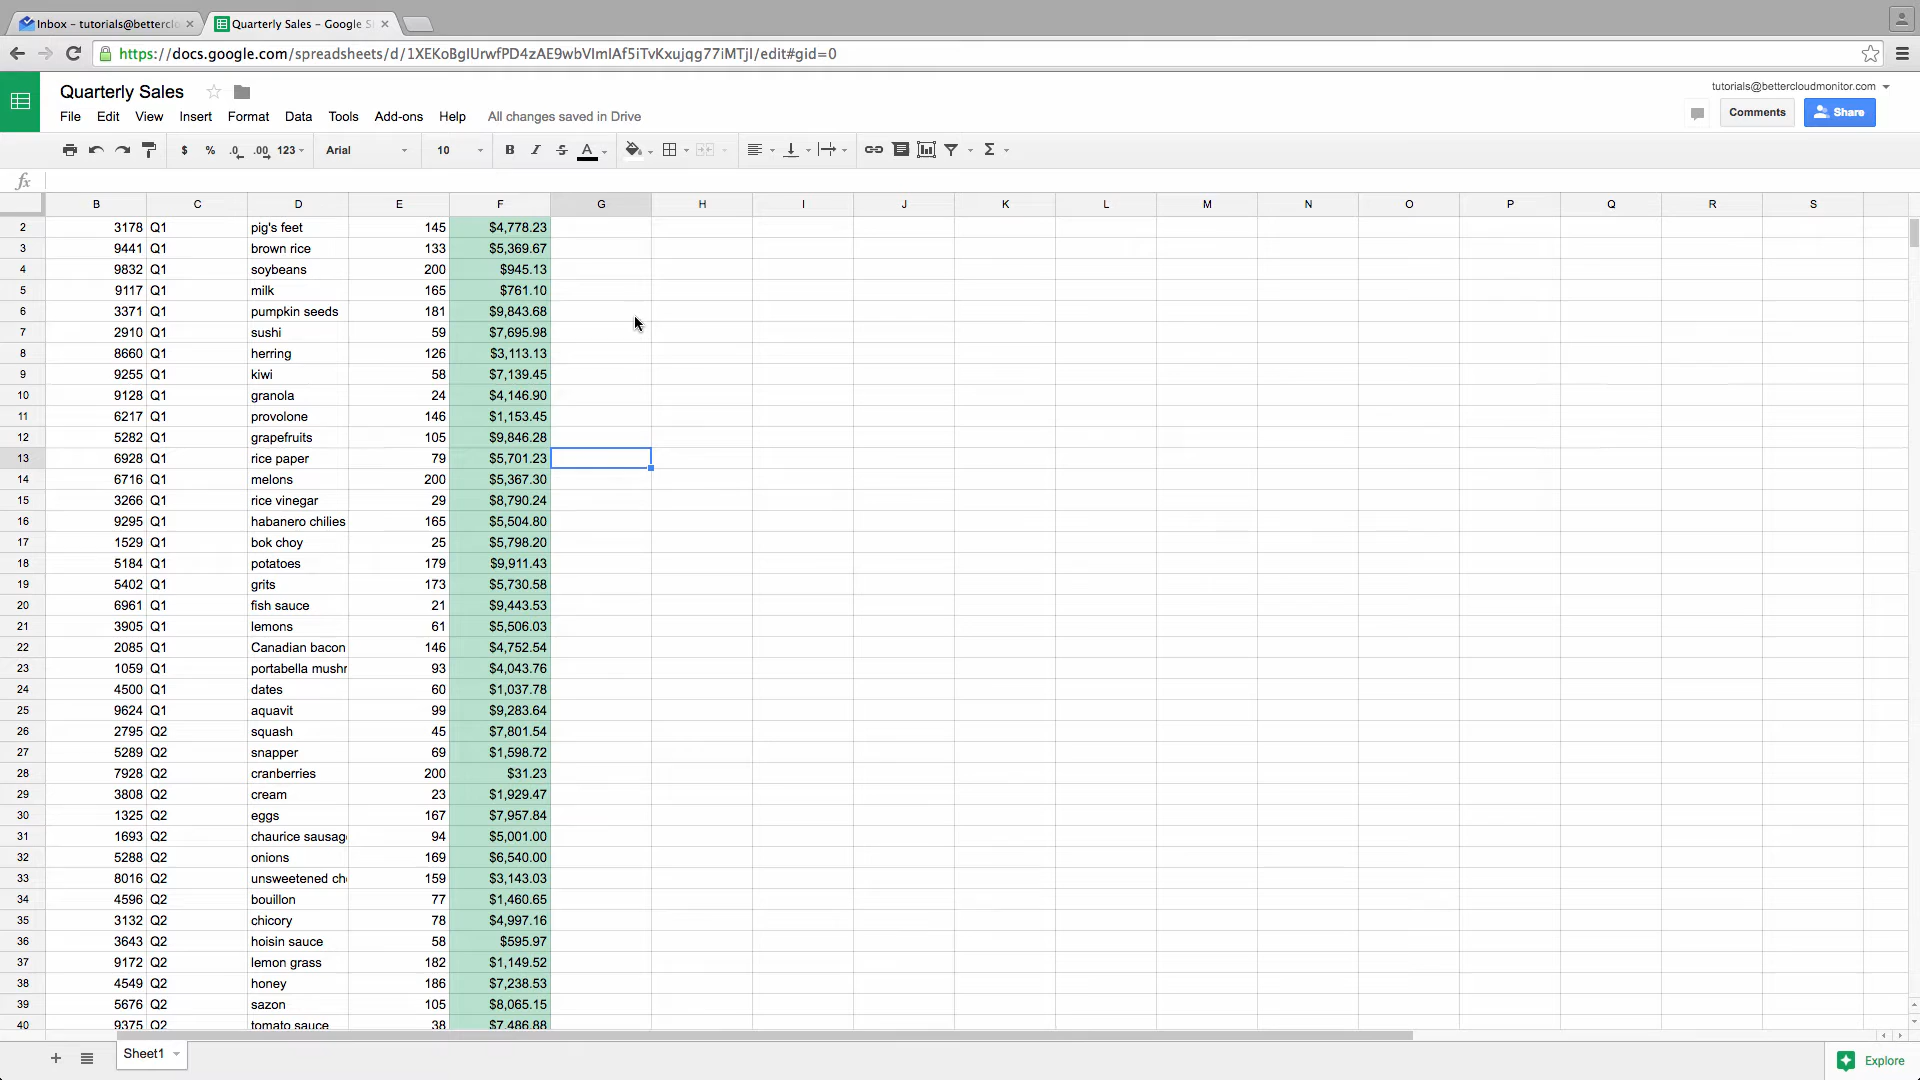 Inbox – tutorials@betterclo
Quarterly Sales – Google S
https://docs.google.com/spreadsheets/d/1XEKoBgIUrwfPD4zAE9wbVImIAf5iTvKxujqg77iMTjI/edit#gid=0
Quarterly Sales
tutorials@bettercloudmonitor.com
File Edit View Insert Format Data Tools Add-ons Help All changes saved in Drive
Comments Share
$ % .0 .00 123 Arial 10 B I S A Σ
fx
B C D E F G H I J K L M N O P Q R S
2 3178 Q1 pig's feet 145 $4,778.23
3 9441 Q1 brown rice 133 $5,369.67
4 9832 Q1 soybeans 200 $945.13
5 9117 Q1 milk 165 $761.10
6 3371 Q1 pumpkin seeds 181 $9,843.68
7 2910 Q1 sushi 59 $7,695.98
8 8660 Q1 herring 126 $3,113.13
9 9255 Q1 kiwi 58 $7,139.45
10 9128 Q1 granola 24 $4,146.90
11 6217 Q1 provolone 146 $1,153.45
12 5282 Q1 grapefruits 105 $9,846.28
13 6928 Q1 rice paper 79 $5,701.23
14 6716 Q1 melons 200 $5,367.30
15 3266 Q1 rice vinegar 29 $8,790.24
16 9295 Q1 habanero chilies 165 $5,504.80
17 1529 Q1 bok choy 25 $5,798.20
18 5184 Q1 potatoes 179 $9,911.43
19 5402 Q1 grits 173 $5,730.58
20 6961 Q1 fish sauce 21 $9,443.53
21 3905 Q1 lemons 61 $5,506.03
22 2085 Q1 Canadian bacon 146 $4,752.54
23 1059 Q1 portabella mushr 93 $4,043.76
24 4500 Q1 dates 60 $1,037.78
25 9624 Q1 aquavit 99 $9,283.64
26 2795 Q2 squash 45 $7,801.54
27 5289 Q2 snapper 69 $1,598.72
28 7928 Q2 cranberries 200 $31.23
29 3808 Q2 cream 23 $1,929.47
30 1325 Q2 eggs 167 $7,957.84
31 1693 Q2 chaurice sausag 94 $5,001.00
32 5288 Q2 onions 169 $6,540.00
33 8016 Q2 unsweetened ch 159 $3,143.03
34 4596 Q2 bouillon 77 $1,460.65
35 3132 Q2 chicory 78 $4,997.16
36 3643 Q2 hoisin sauce 58 $595.97
37 9172 Q2 lemon grass 182 $1,149.52
38 4549 Q2 honey 186 $7,238.53
39 5676 Q2 sazon 105 $8,065.15
40 9375 Q2 tomato sauce 38 $7,486.88
Sheet1
Explore